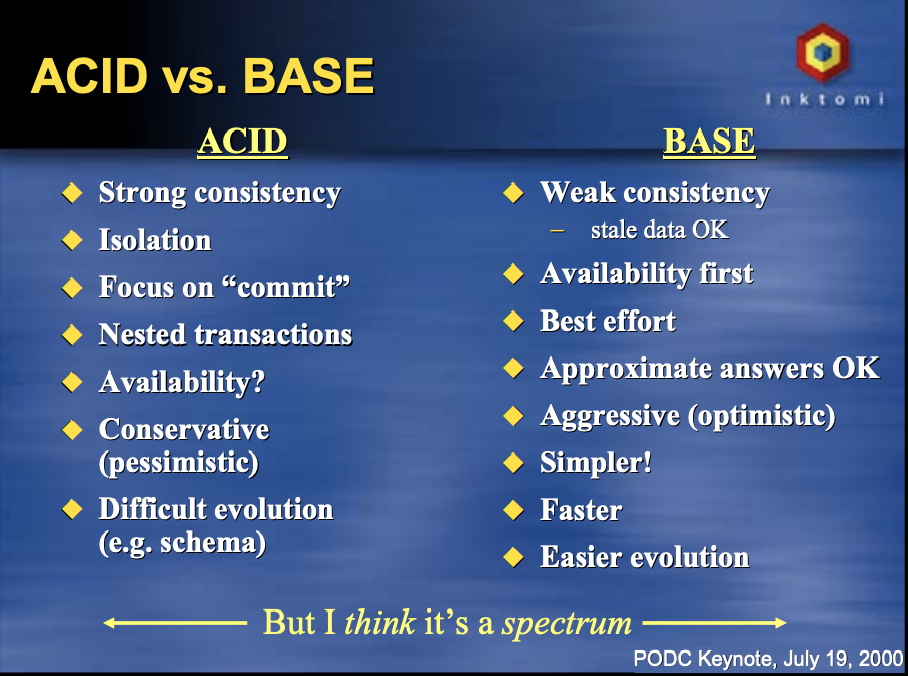 ACID vs. BASE
Inktomi
ACID
Strong consistency
Isolation
Focus on “commit”
Nested transactions
Availability?
Conservative
(pessimistic)
Difficult evolution
(e.g. schema)
BASE
Weak consistency
– stale data OK
Availability first
Best effort
Approximate answers OK
Aggressive (optimistic)
Simpler!
Faster
Easier evolution
But I think it’s a spectrum
PODC Keynote, July 19, 2000